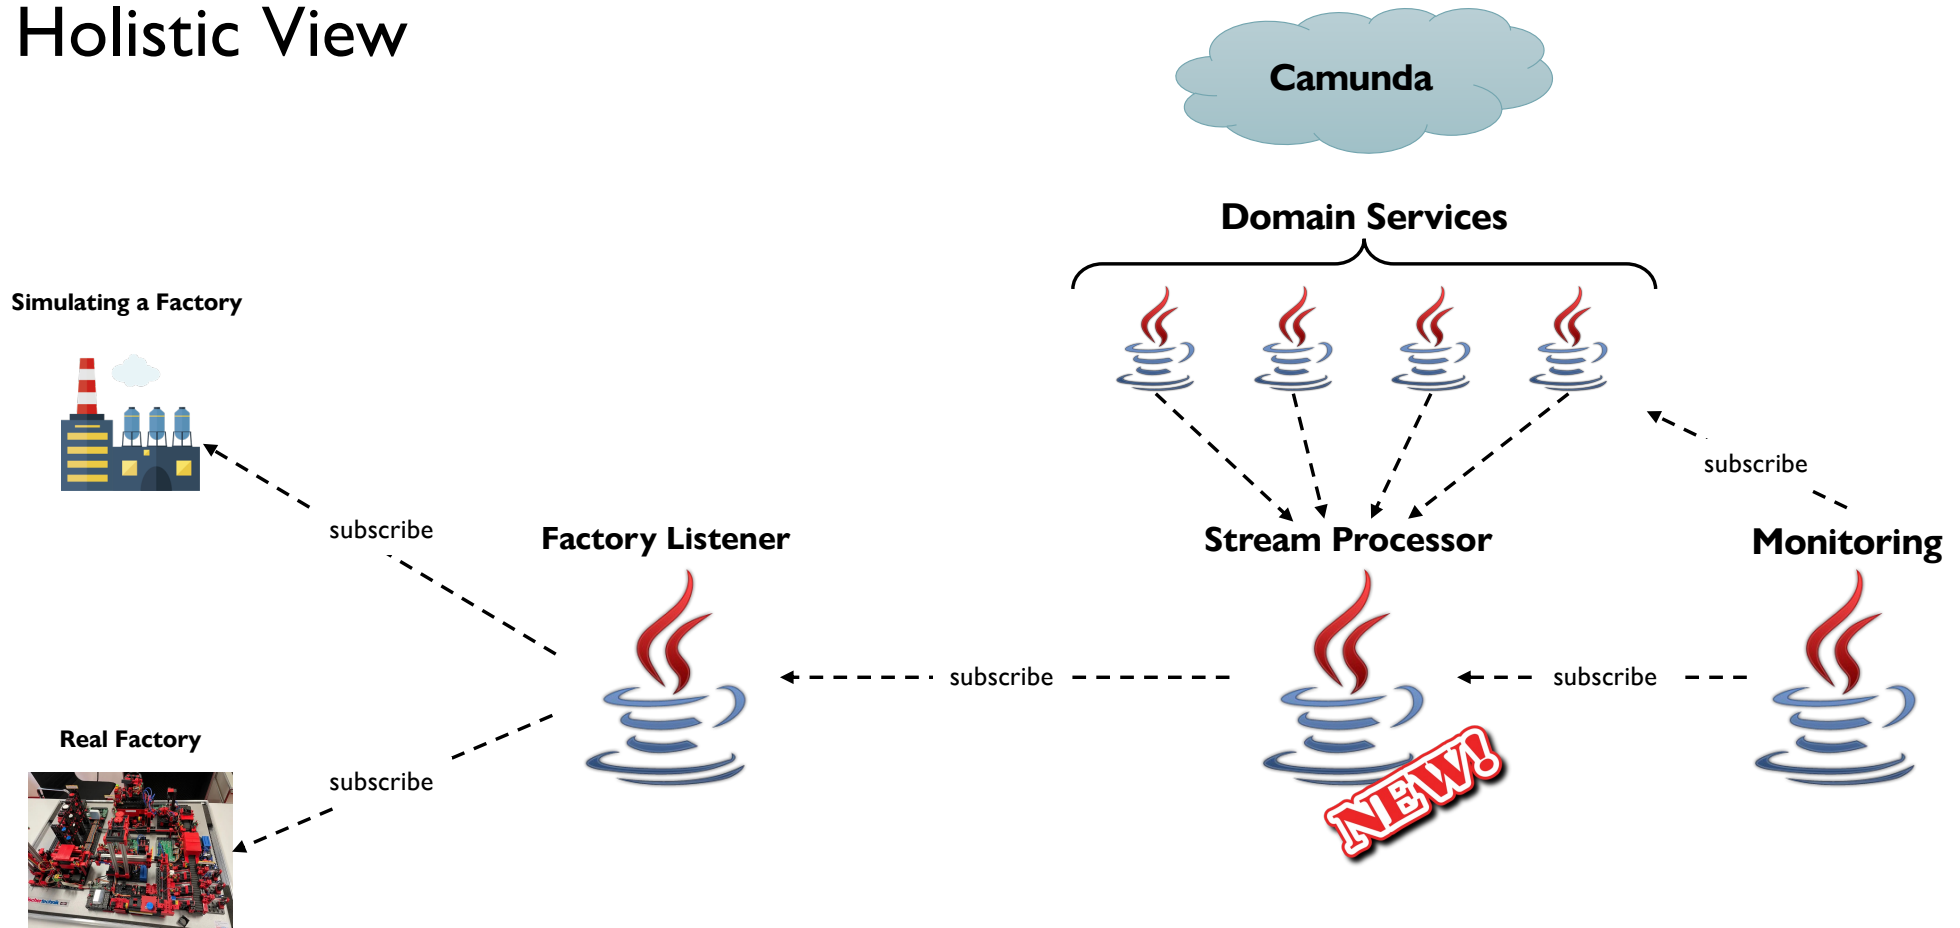 Holistic View
Camunda
Domain Services
Simulating a Factory
subscribe
subscribe
Factory Listener
Stream Processor
Monitoring
subscribe
subscribe
Real Factory
subscribe
NEW!